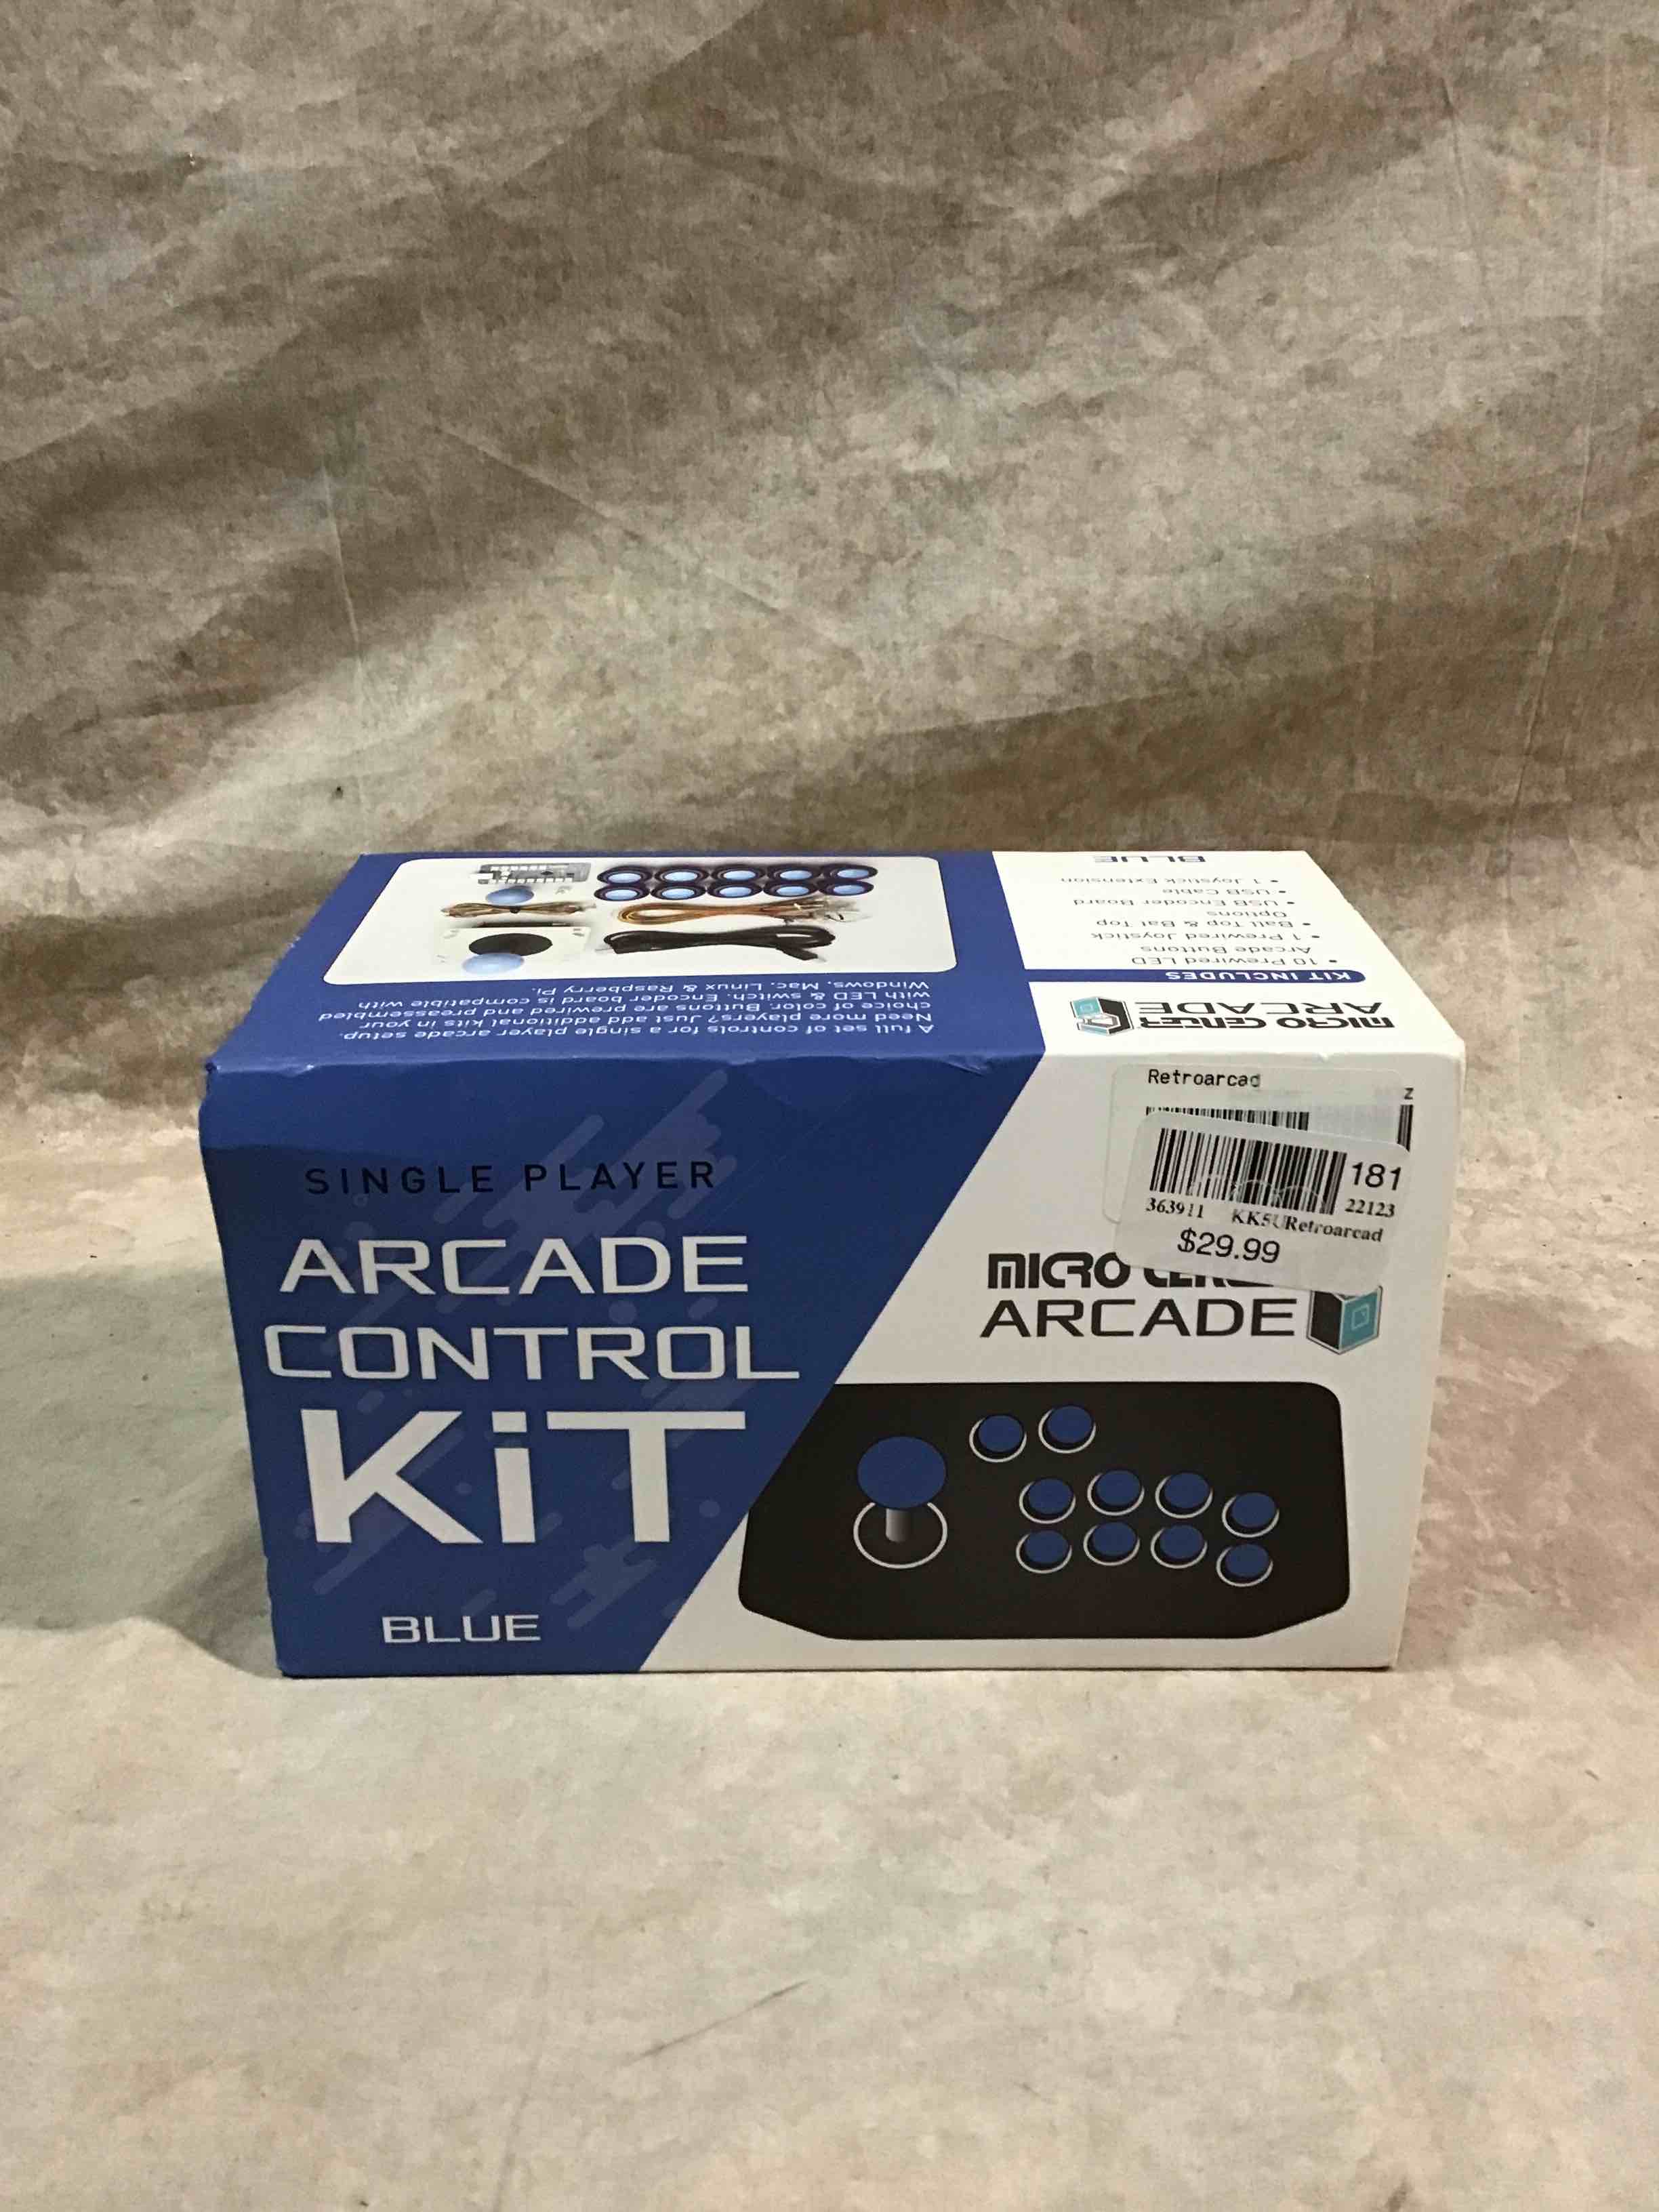 A full set of controls for a single player arcade setup.
Need more players? Just add additional kits in your
choice of color. Buttons are prewired and preassembled
with LED & switch. Encoder board is compatible with
Windows, Mac, Linux & Raspberry Pi.
MICRO CENTER
ARCADE
KIT INCLUDES
• 10 Prewired LED
Arcade Buttons
• 1 Prewired Joystick
• Ball Top & Bat Top
Options
• USB Encoder Board
• USB Cable
• 1 Joystick Extension
BLUE
SINGLE PLAYER
ARCADE
CONTROL
KiT
BLUE
Retroarcad
Z
181
363911 KK5URetroarcad 22123
$29.99
MICRO
ARCADE